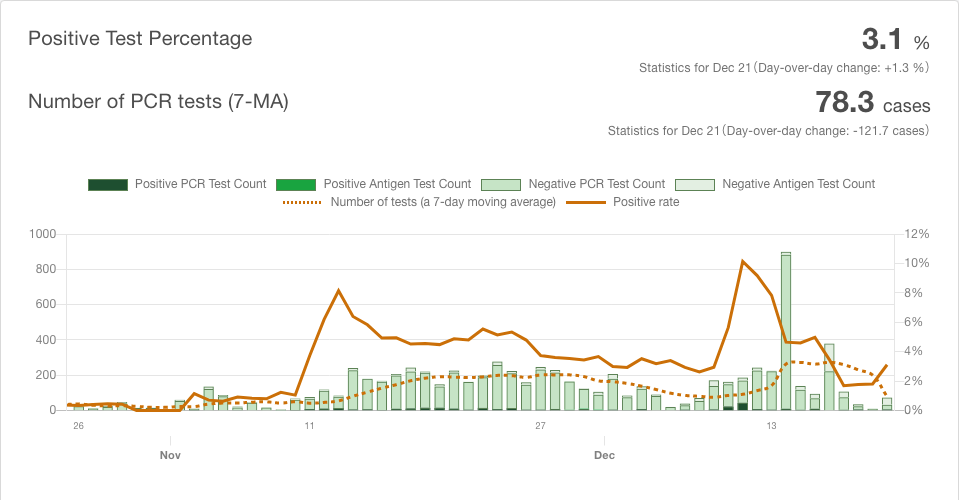 Positive Test Percentage
3.1 %
Statistics for Dec 21(Day-over-day change: +1.3 %)
Number of PCR tests (7-MA)
78.3 cases
Statistics for Dec 21(Day-over-day change: -121.7 cases)
Positive PCR Test Count Positive Antigen Test Count Negative PCR Test Count Negative Antigen Test Count
Number of tests (a 7-day moving average) Positive rate
1000 12%
10%
800
8%
600
6%
400
4%
200
2%
0 0%
26 11 27 13
Nov Dec